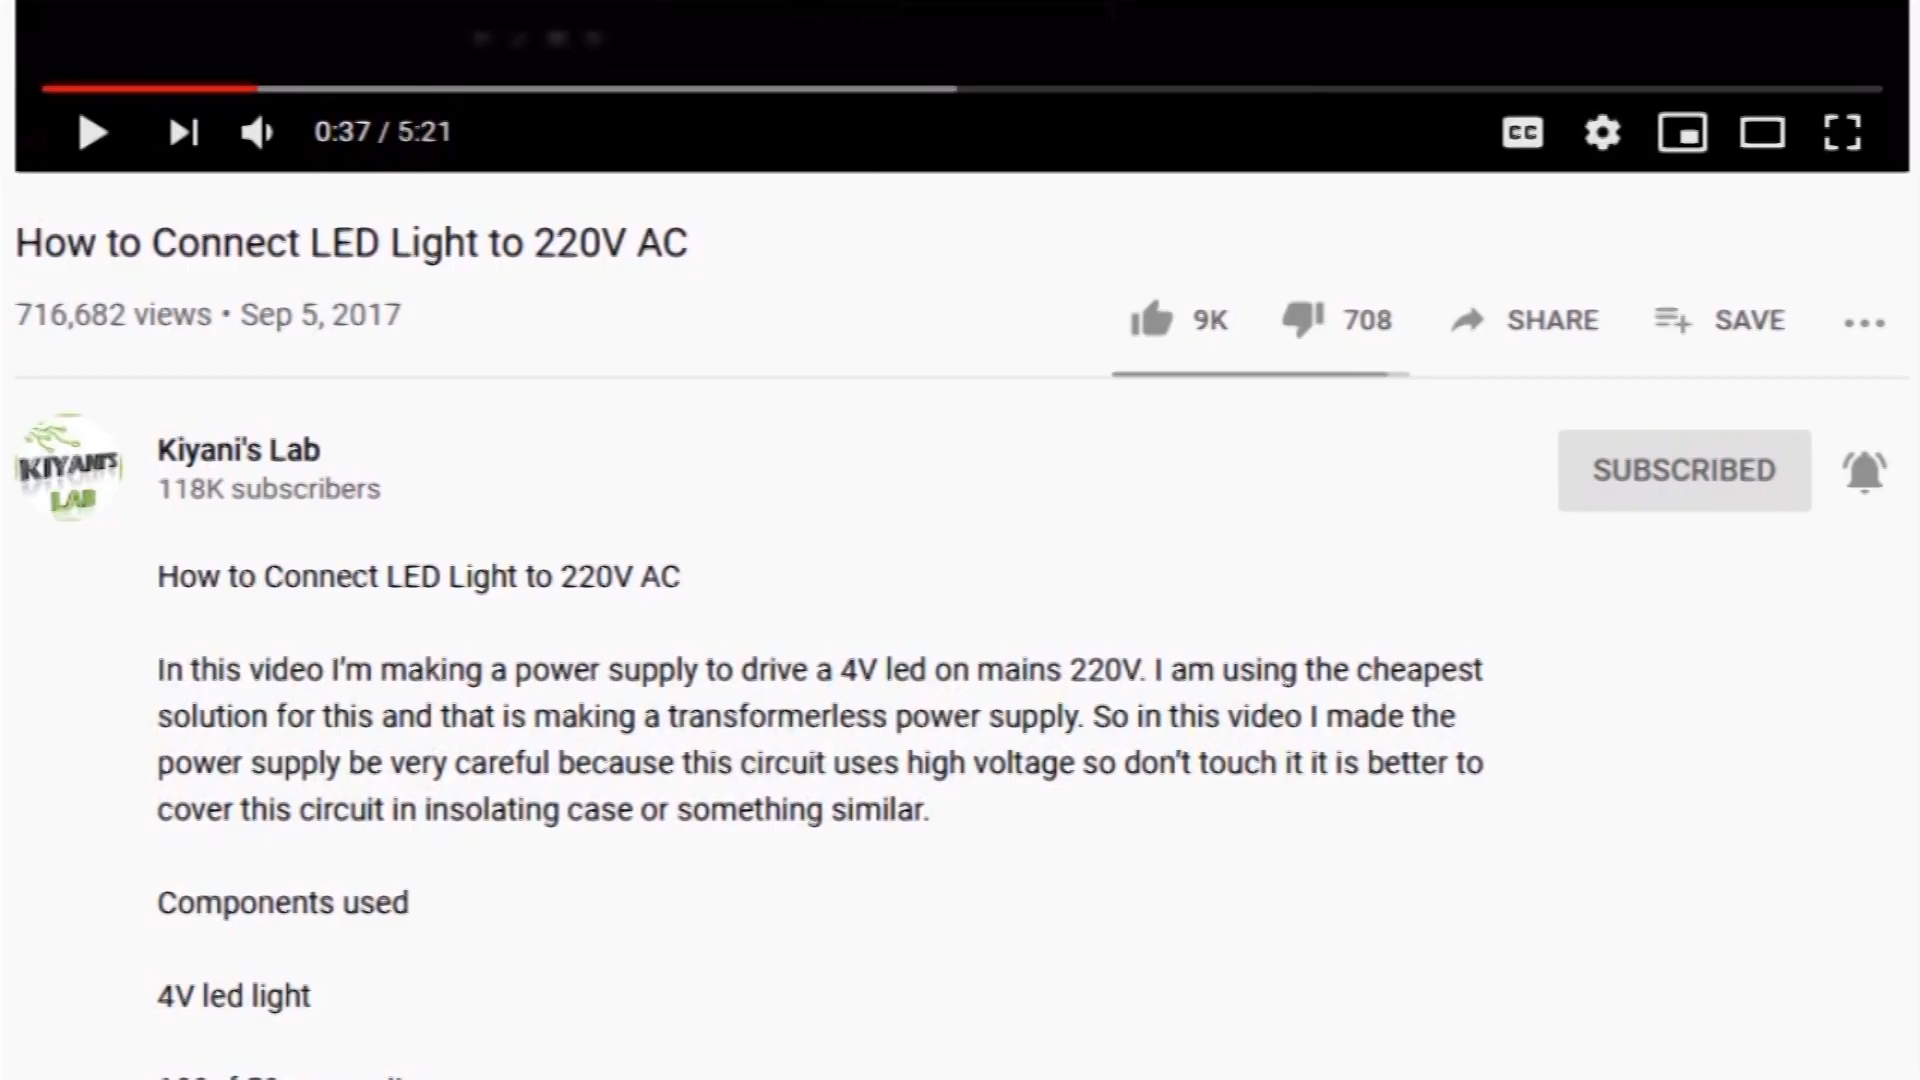 0:37 / 5:21
CC
How to Connect LED Light to 220V AC
716,682 views • Sep 5, 2017
9K
708
SHARE
SAVE
KIYANI'S
LAB
Kiyani's Lab
118K subscribers
SUBSCRIBED
How to Connect LED Light to 220V AC
In this video I'm making a power supply to drive a 4V led on mains 220V. I am using the cheapest
solution for this and that is making a transformerless power supply. So in this video I made the
power supply be very careful because this circuit uses high voltage so don't touch it it is better to
cover this circuit in insolating case or something similar.
Components used
4V led light